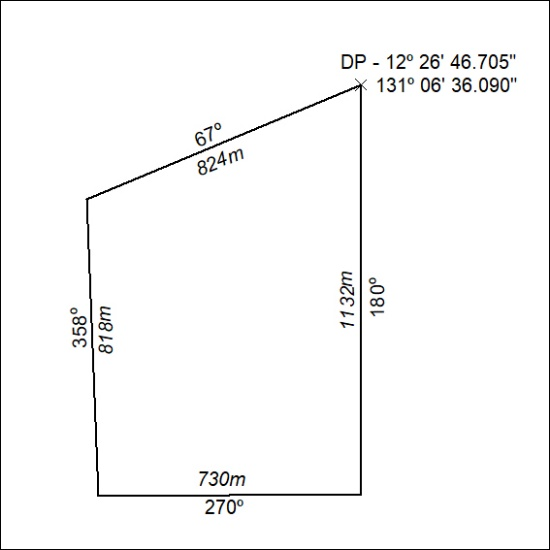 DP - 12º 26' 46.705"
131º 06' 36.090"
67º
824m
1132m
180º
358º
818m
730m
270º